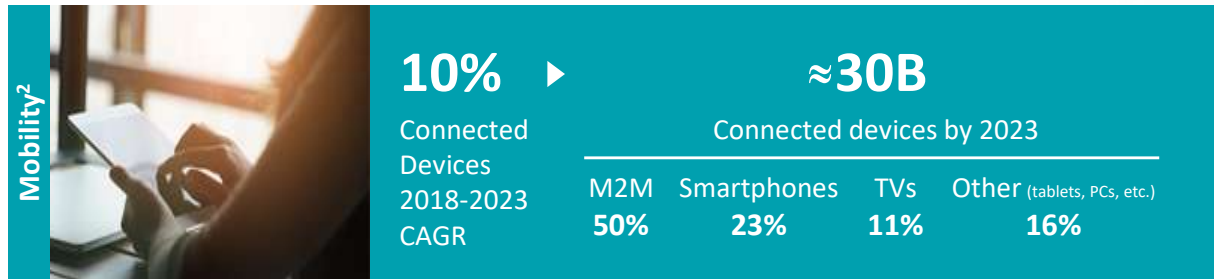 Mobility²
10%
Connected
Devices
2018-2023
CAGR
≈30B
Connected devices by 2023
M2M Smartphones TVs Other (tablets, PCs, etc.)
50% 23% 11% 16%